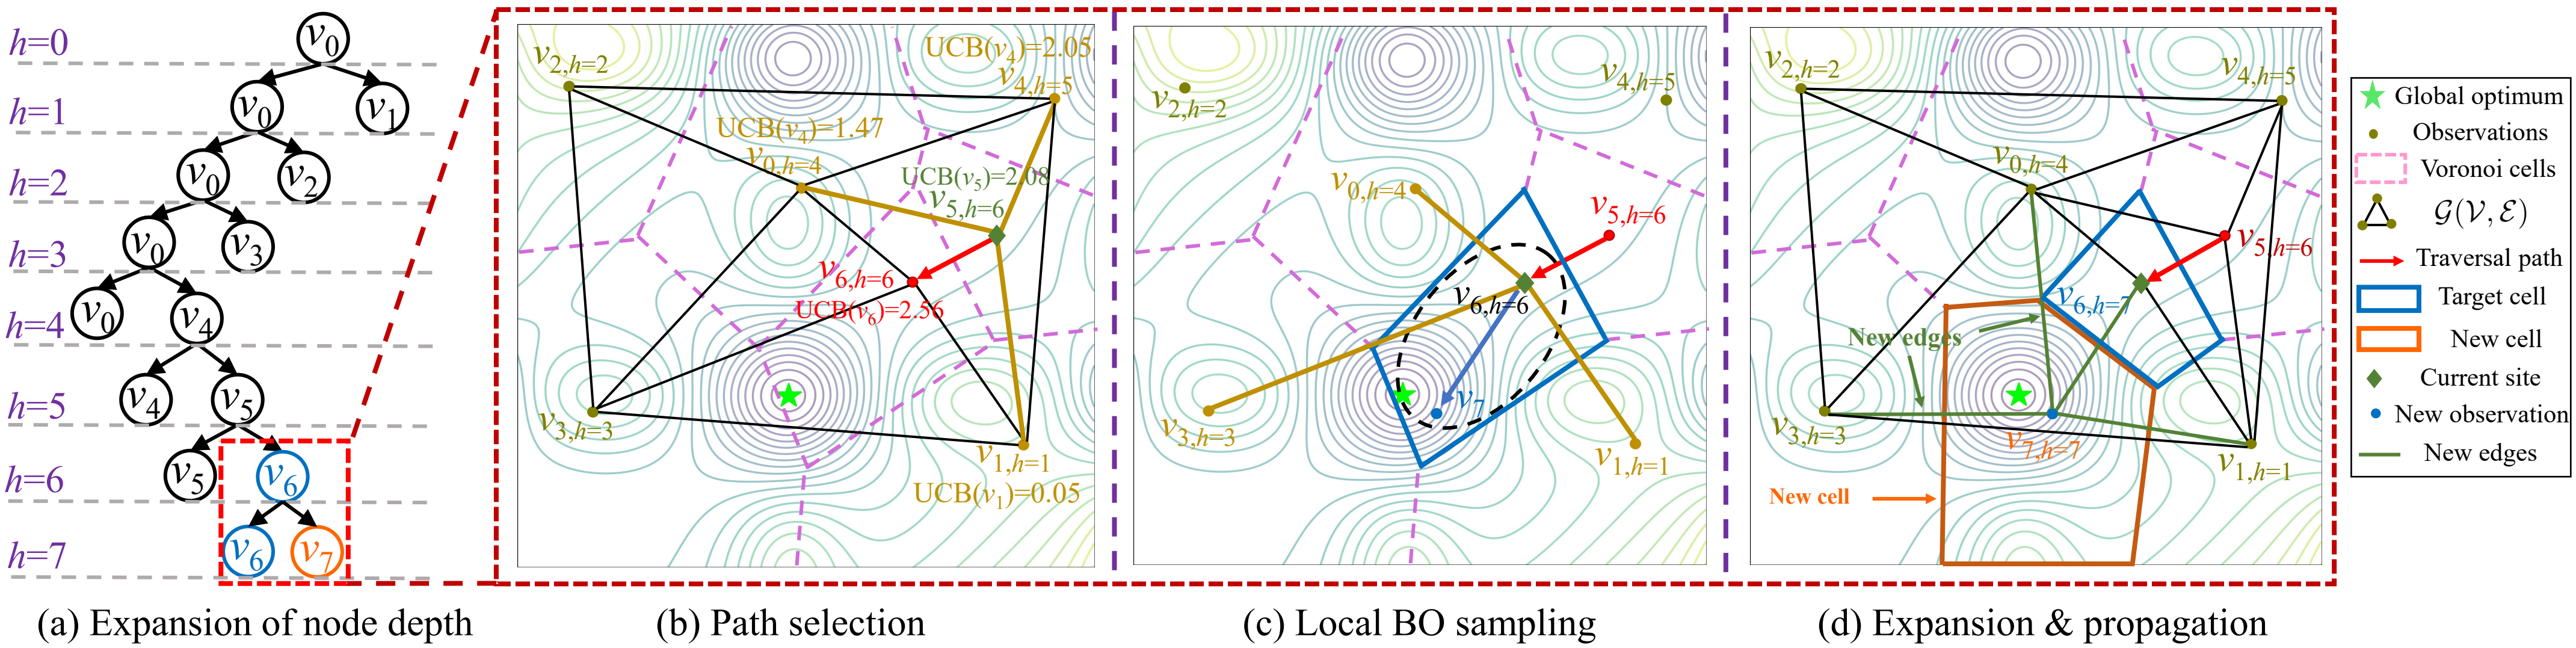 h=0
v0
h=1
v0 v1
h=2
v0 v2
h=3
v0 v3
h=4
v0 v4
h=5
v4 v5
h=6
v5 v6
h=7
v6 v7
(a) Expansion of node depth
UCB(v4)=2.05
v2,h=2
v4,h=5
UCB(v4)=1.47
v0,h=4
UCB(v5)=2.08
v5,h=6
v6,h=6
UCB(v6)=2.56
v3,h=3
v1,h=1
UCB(v1)=0.05
(b) Path selection
v2,h=2
v4,h=5
v0,h=4
v5,h=6
v6,h=6
v7
v3,h=3
v1,h=1
(c) Local BO sampling
v2,h=2
v4,h=5
v0,h=4
v5,h=6
v6,h=7
New edges
v3,h=3
v7,h=7
v1,h=1
New cell
(d) Expansion & propagation
Global optimum
Observations
Voronoi cells
𝒢(𝒱, ℰ)
Traversal path
Target cell
New cell
Current site
New observation
New edges